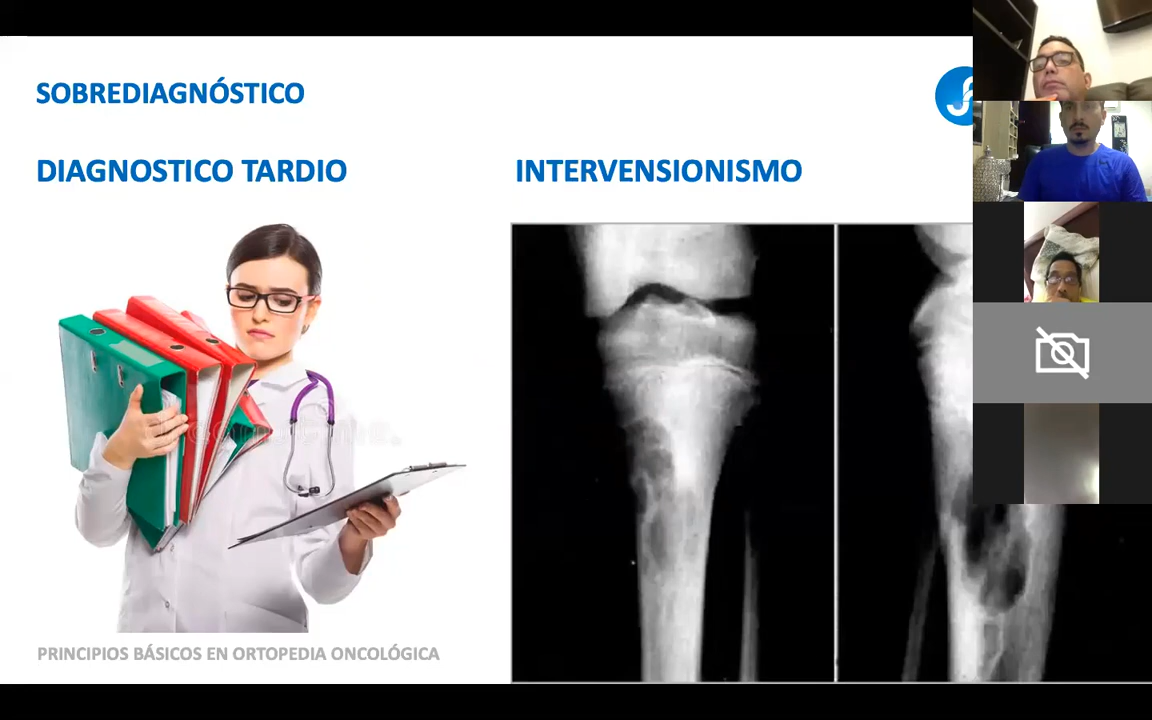 SOBREDIAGNÓSTICO
DIAGNOSTICO TARDIO
INTERVENSIONISMO
PRINCIPIOS BÁSICOS EN ORTOPEDIA ONCOLÓGICA